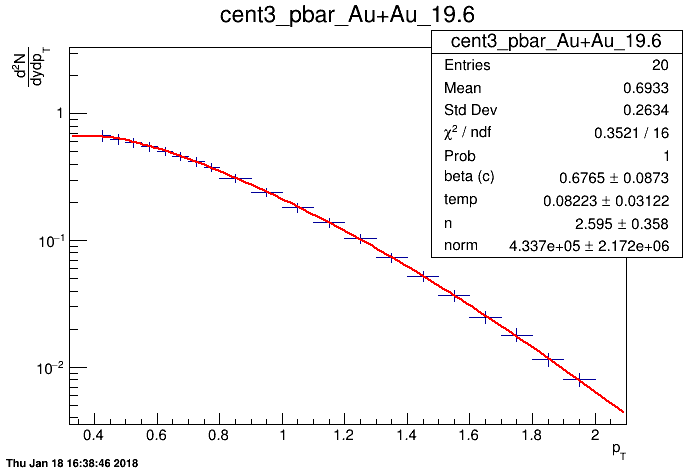 cent3_pbar_Au+Au_19.6
d²N
dydp_T
cent3_pbar_Au+Au_19.6
Entries 20
Mean 0.6933
Std Dev 0.2634
χ² / ndf 0.3521 / 16
Prob 1
beta (c) 0.6765 ± 0.0873
temp 0.08223 ± 0.03122
n 2.595 ± 0.358
norm 4.337e+05 ± 2.172e+06
1
10⁻¹
10⁻²
0.4 0.6 0.8 1 1.2 1.4 1.6 1.8 2
p_T
Thu Jan 18 16:38:46 2018